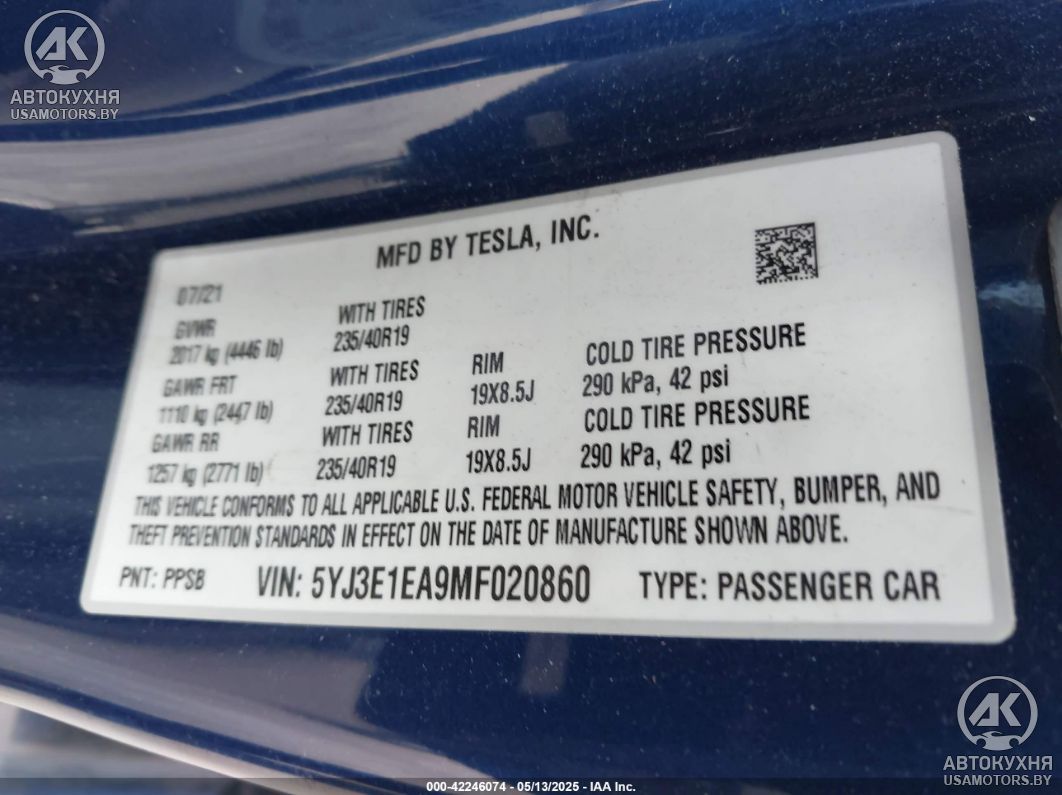 AK
АВТОКУХНЯ
USAMOTORS.BY
MFD BY TESLA, INC.
07/21
GVWR
2017 kg (4446 lb)
WITH TIRES
235/40R19
GAWR FRT
1110 kg (2447 lb)
WITH TIRES
235/40R19
RIM
19X8.5J
COLD TIRE PRESSURE
290 kPa, 42 psi
GAWR RR
1257 kg (2771 lb)
WITH TIRES
235/40R19
RIM
19X8.5J
COLD TIRE PRESSURE
290 kPa, 42 psi
THIS VEHICLE CONFORMS TO ALL APPLICABLE U.S. FEDERAL MOTOR VEHICLE SAFETY, BUMPER, AND
THEFT PREVENTION STANDARDS IN EFFECT ON THE DATE OF MANUFACTURE SHOWN ABOVE.
PNT: PPSB VIN: 5YJ3E1EA9MF020860 TYPE: PASSENGER CAR
AK
АВТОКУХНЯ
USAMOTORS.BY
000-42246074 - 05/13/2025 - IAA Inc.